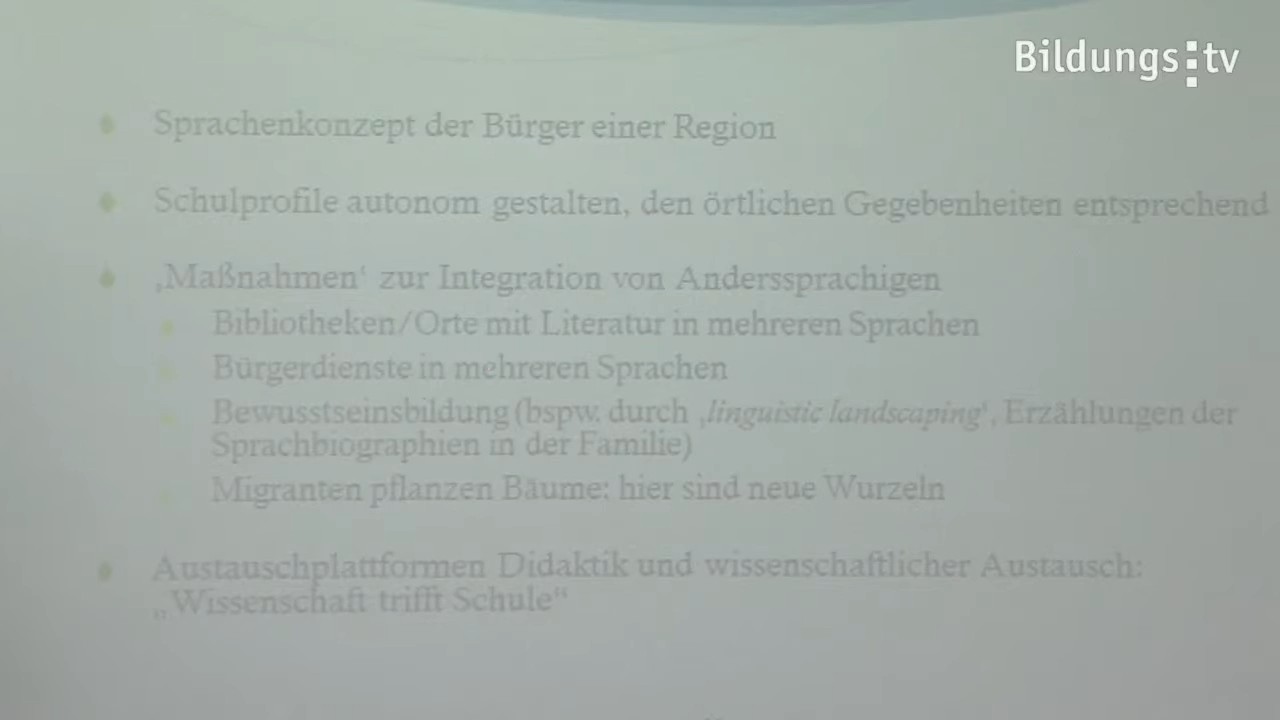 Bildungs:tv
Sprachenkonzept der Bürger einer Region
Schulprofile autonom gestalten, den örtlichen Gegebenheiten entsprechend
‚Maßnahmen‘ zur Integration von Anderssprachigen
Bibliotheken/Orte mit Literatur in mehreren Sprachen
Bürgerdienste in mehreren Sprachen
Bewusstseinsbildung (bspw. durch ‚linguistic landscaping‘, Erzählungen der
Sprachbiographien in der Familie)
Migranten pflanzen Bäume: hier sind neue Wurzeln
Austauschplattformen Didaktik und wissenschaftlicher Austausch:
„Wissenschaft trifft Schule“